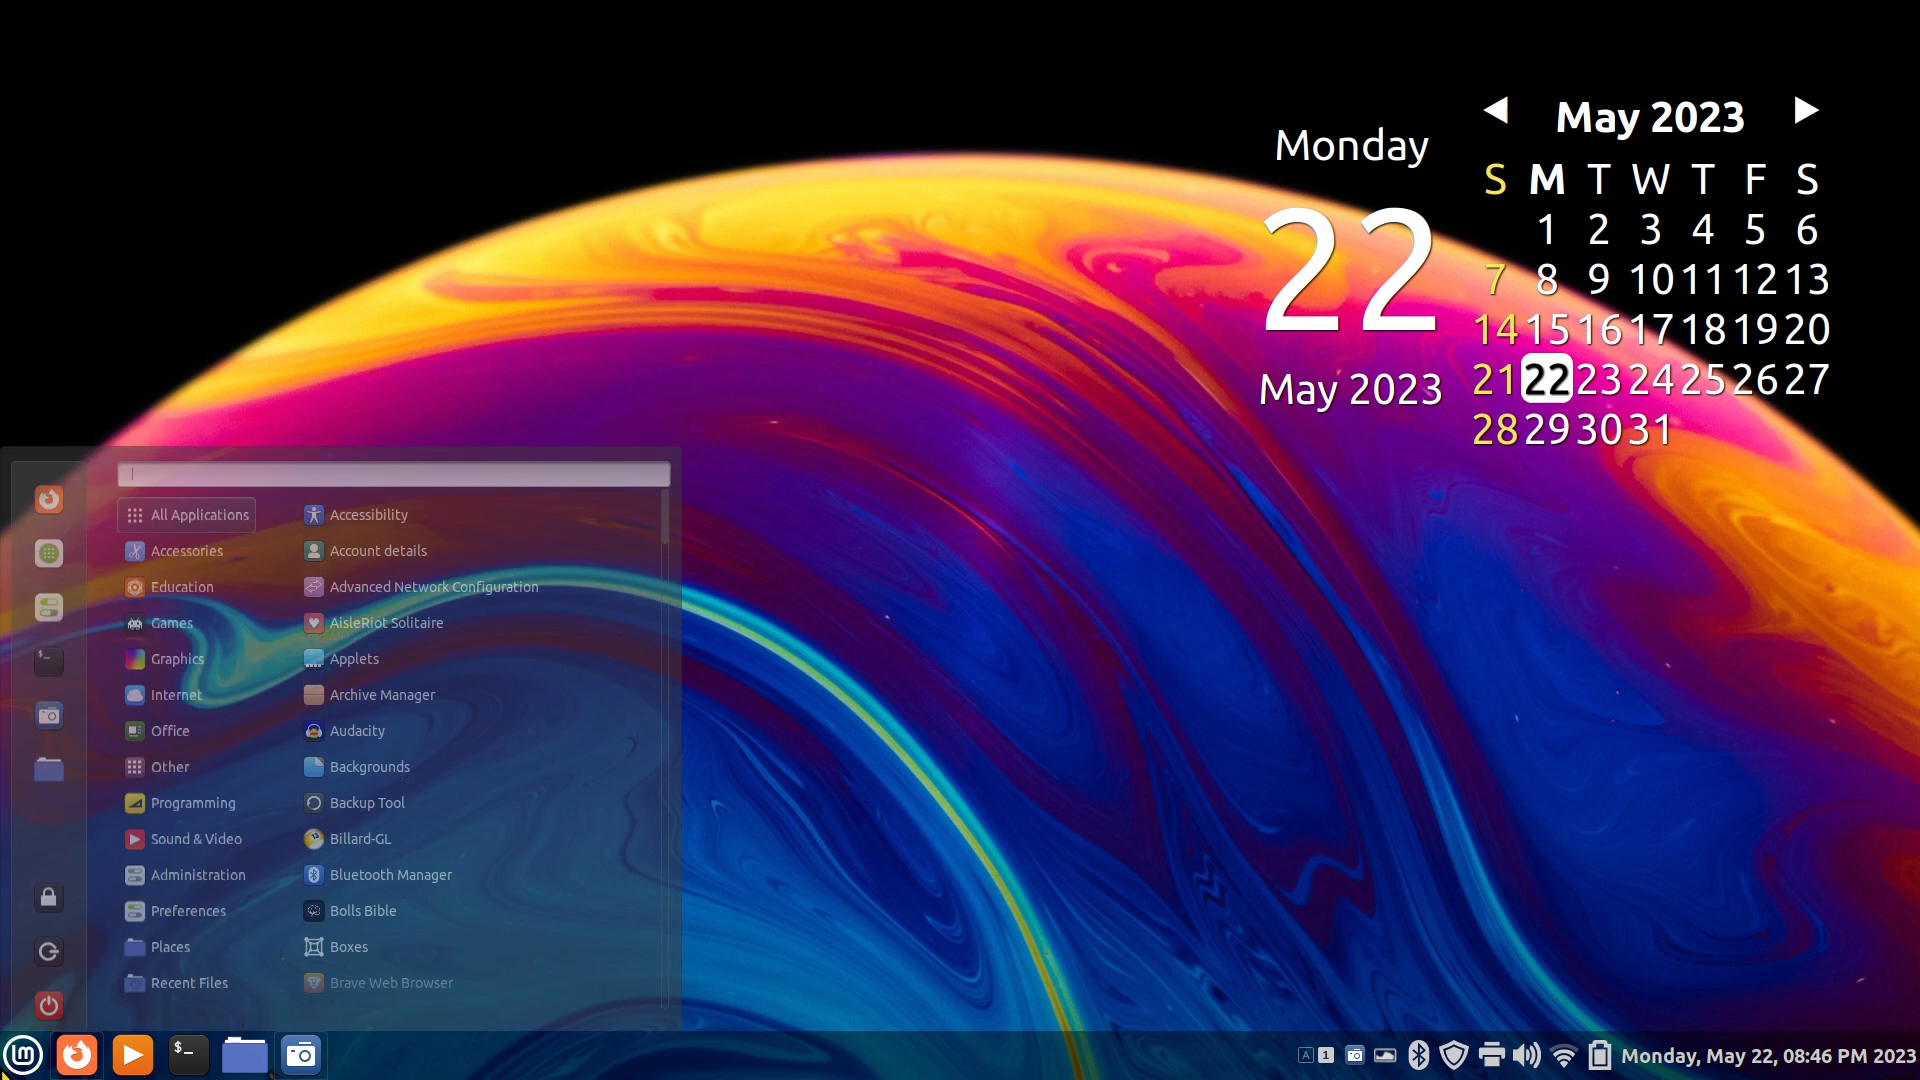 May 2023
Monday
S M T W T F S
1 2 3 4 5 6
22
7 8 9 10 11 12 13
14 15 16 17 18 19 20
May 2023
21 22 23 24 25 26 27
28 29 30 31
All Applications
Accessories
Education
Games
Graphics
Internet
Office
Other
Programming
Sound & Video
Administration
Preferences
Places
Recent Files
Accessibility
Account details
Advanced Network Configuration
AisleRiot Solitaire
Applets
Archive Manager
Audacity
Backgrounds
Backup Tool
Billard-GL
Bluetooth Manager
Bolls Bible
Boxes
Brave Web Browser
A 1
Monday, May 22, 08:46 PM 2023